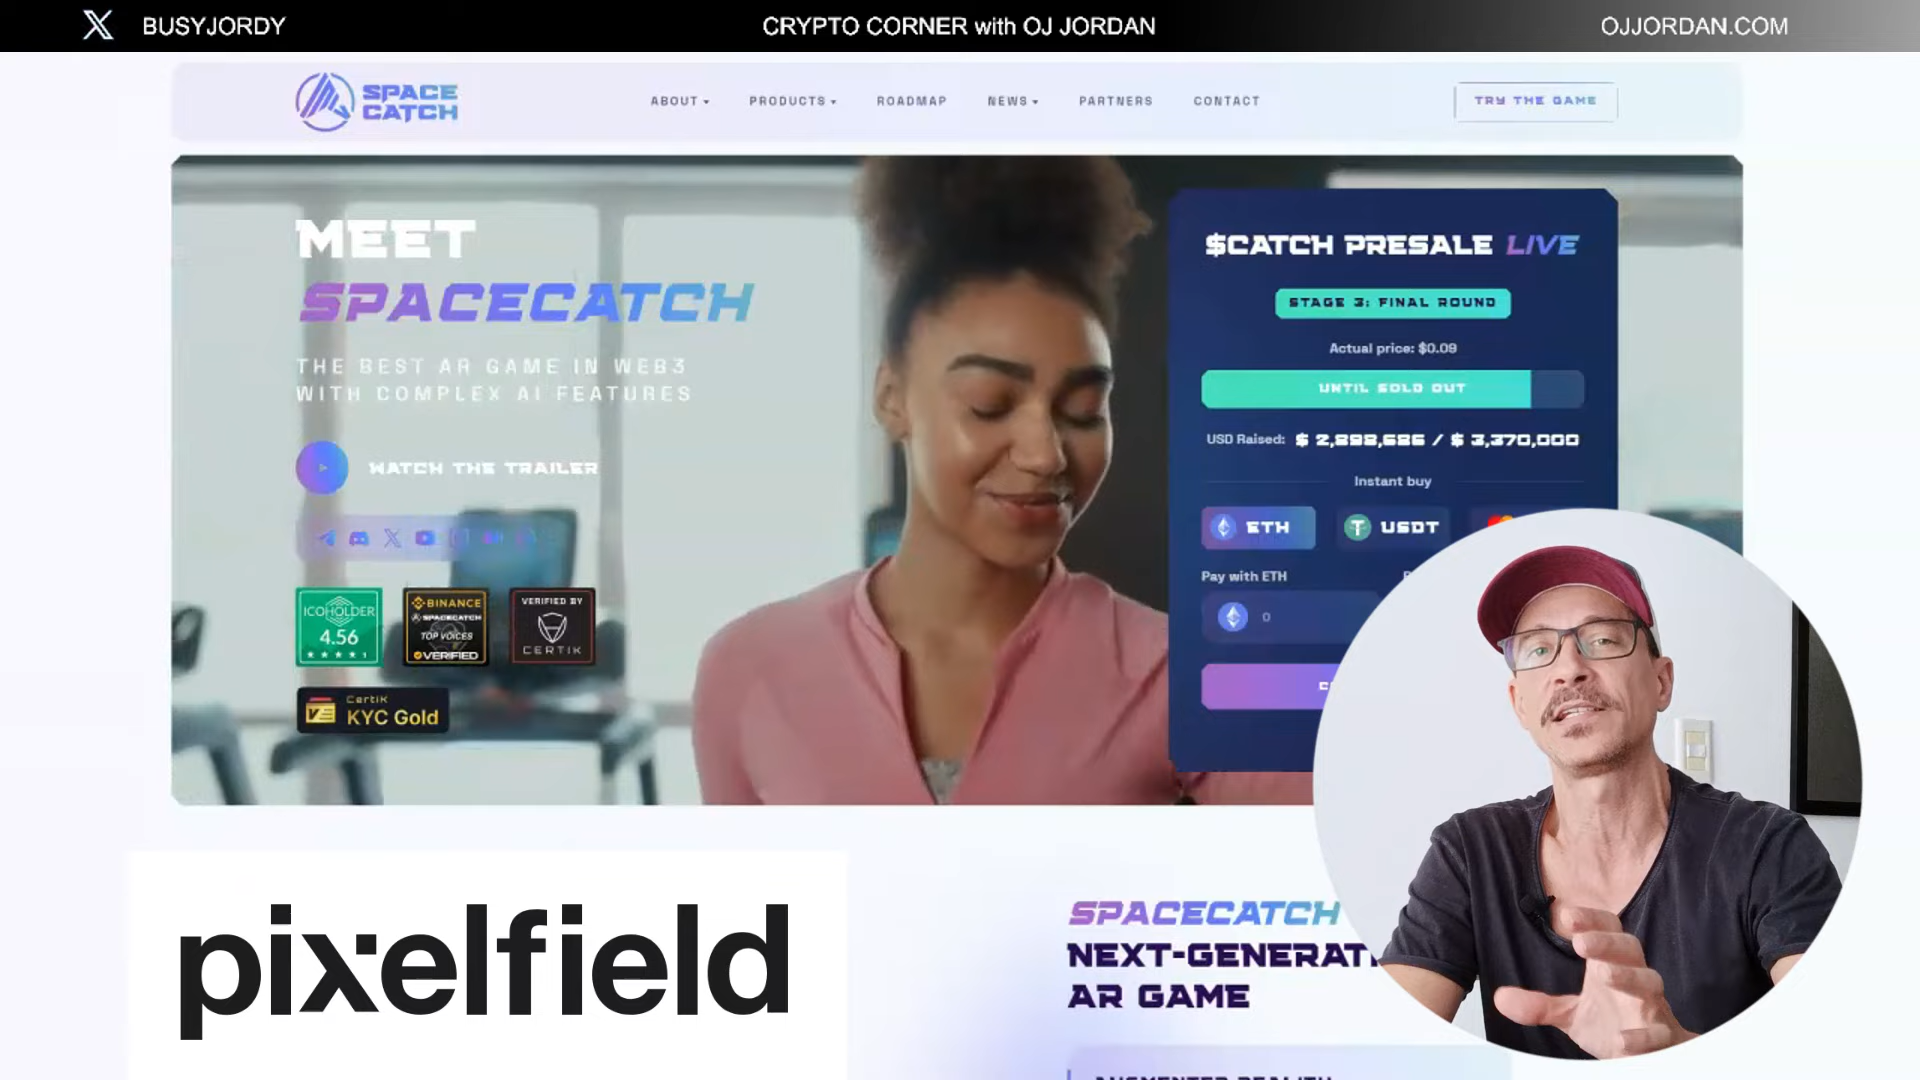 BUSYJORDY
CRYPTO CORNER with OJ JORDAN
OJJORDAN.COM
SPACE
CATCH
ABOUT
PRODUCTS
ROADMAP
NEWS
PARTNERS
CONTACT
TRY THE GAME
MEET
SPACECATCH
THE BEST AR GAME IN WEB3
WITH COMPLEX AI FEATURES
WATCH THE TRAILER
ICOHOLDER
4.56
BINANCE
SPACECATCH
TOP VOICES
VERIFIED
VERIFIED BY
CERTIK
CertiK
KYC Gold
$CATCH PRESALE LIVE
STAGE 3: FINAL ROUND
Actual price: $0.09
UNTIL SOLD OUT
USD Raised: $ 2,898,686 / $ 3,370,000
Instant buy
ETH
USDT
Pay with ETH
0
pixelfield
SPACECATCH
NEXT-GENERATI
AR GAME
AUGMENTED REALITY